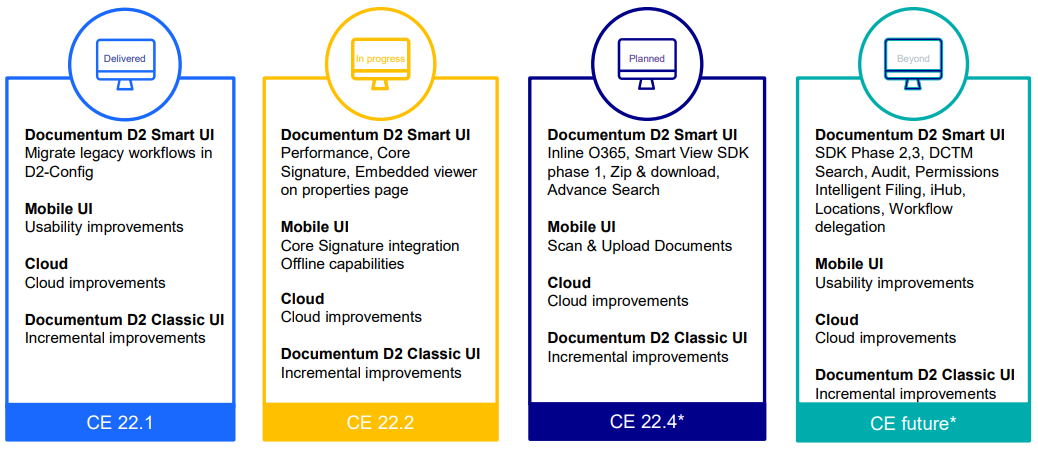 Delivered
Documentum D2 Smart UI
Migrate legacy workflows in
D2-Config
Mobile UI
Usability improvements
Cloud
Cloud improvements
Documentum D2 Classic UI
Incremental improvements
CE 22.1
In progress
Documentum D2 Smart UI
Performance, Core
Signature, Embedded viewer
on properties page
Mobile UI
Core Signature integration
Offline capabilities
Cloud
Cloud improvements
Documentum D2 Classic UI
Incremental improvements
CE 22.2
Planned
Documentum D2 Smart UI
Inline O365, Smart View SDK
phase 1, Zip & download,
Advance Search
Mobile UI
Scan & Upload Documents
Cloud
Cloud improvements
Documentum D2 Classic UI
Incremental improvements
CE 22.4*
Beyond
Documentum D2 Smart UI
SDK Phase 2,3, DCTM
Search, Audit, Permissions
Intelligent Filing, iHub,
Locations, Workflow
delegation
Mobile UI
Usability improvements
Cloud
Cloud improvements
Documentum D2 Classic UI
Incremental improvements
CE future*